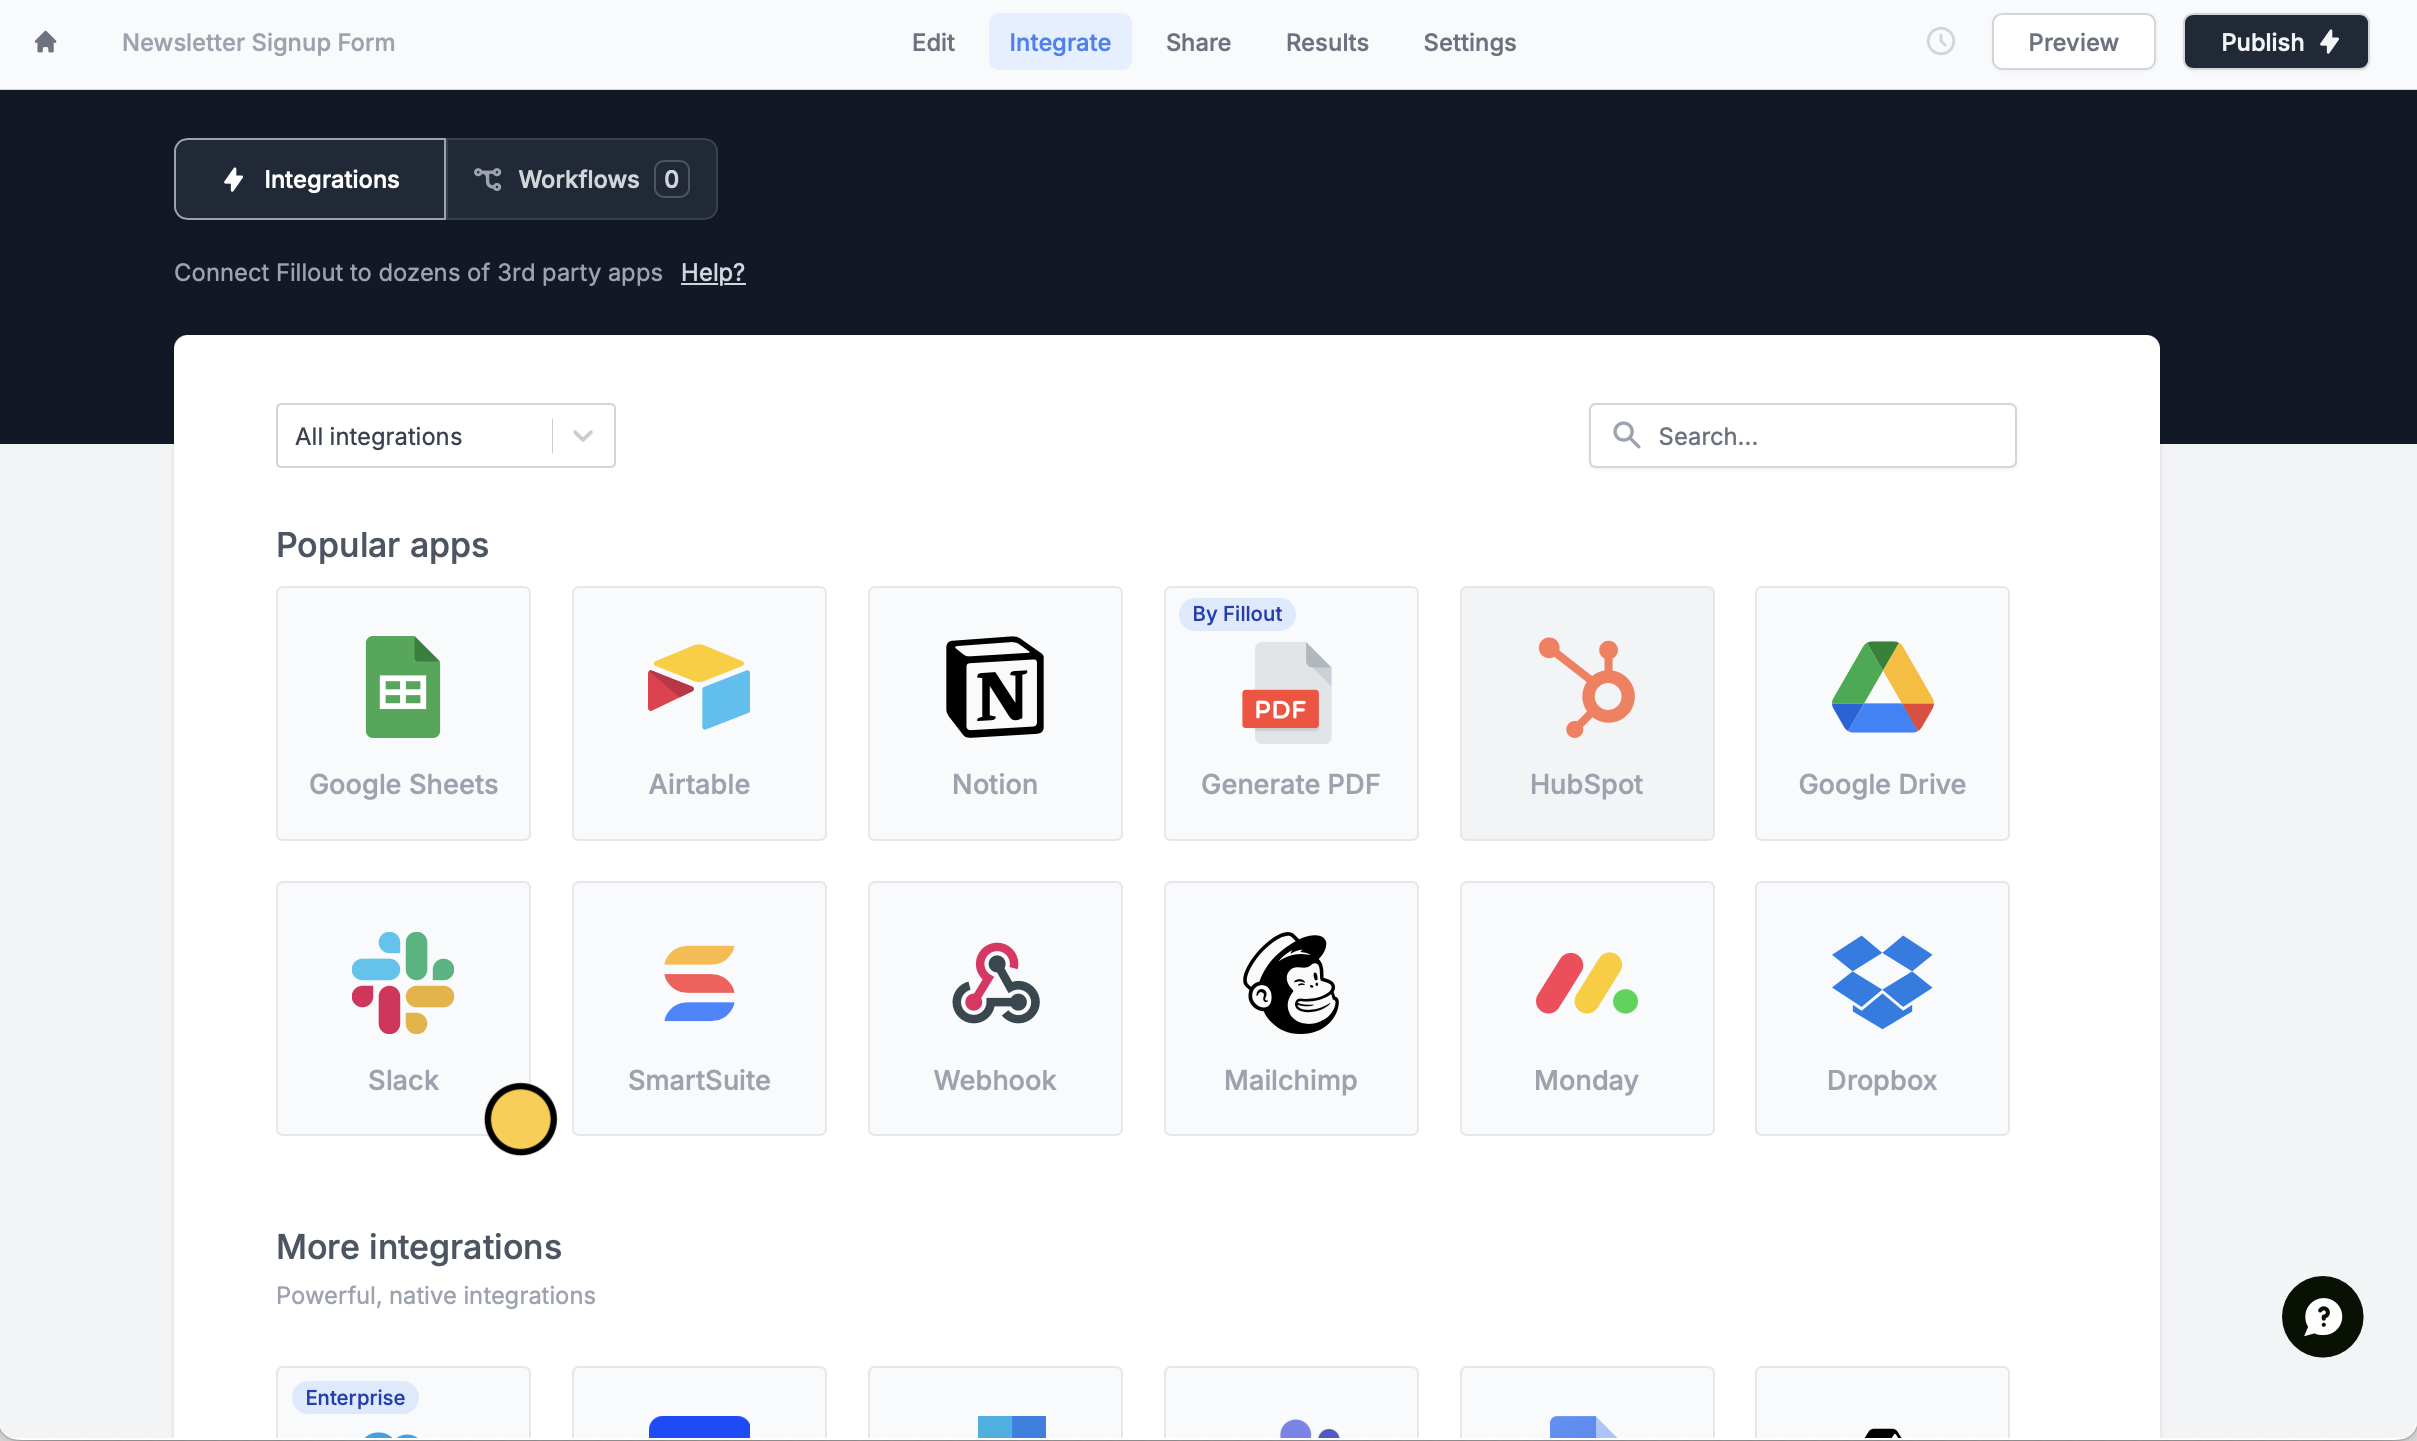 Newsletter Signup Form
Edit
Integrate
Share
Results
Settings
Preview
Publish
Integrations
Workflows 0
Connect Fillout to dozens of 3rd party apps Help?
All integrations
Search...
Popular apps
By Fillout
N
PDF
Google Sheets
Airtable
Notion
Generate PDF
HubSpot
Google Drive
Slack
SmartSuite
Webhook
Mailchimp
Monday
Dropbox
More integrations
Powerful, native integrations
?
Enterprise